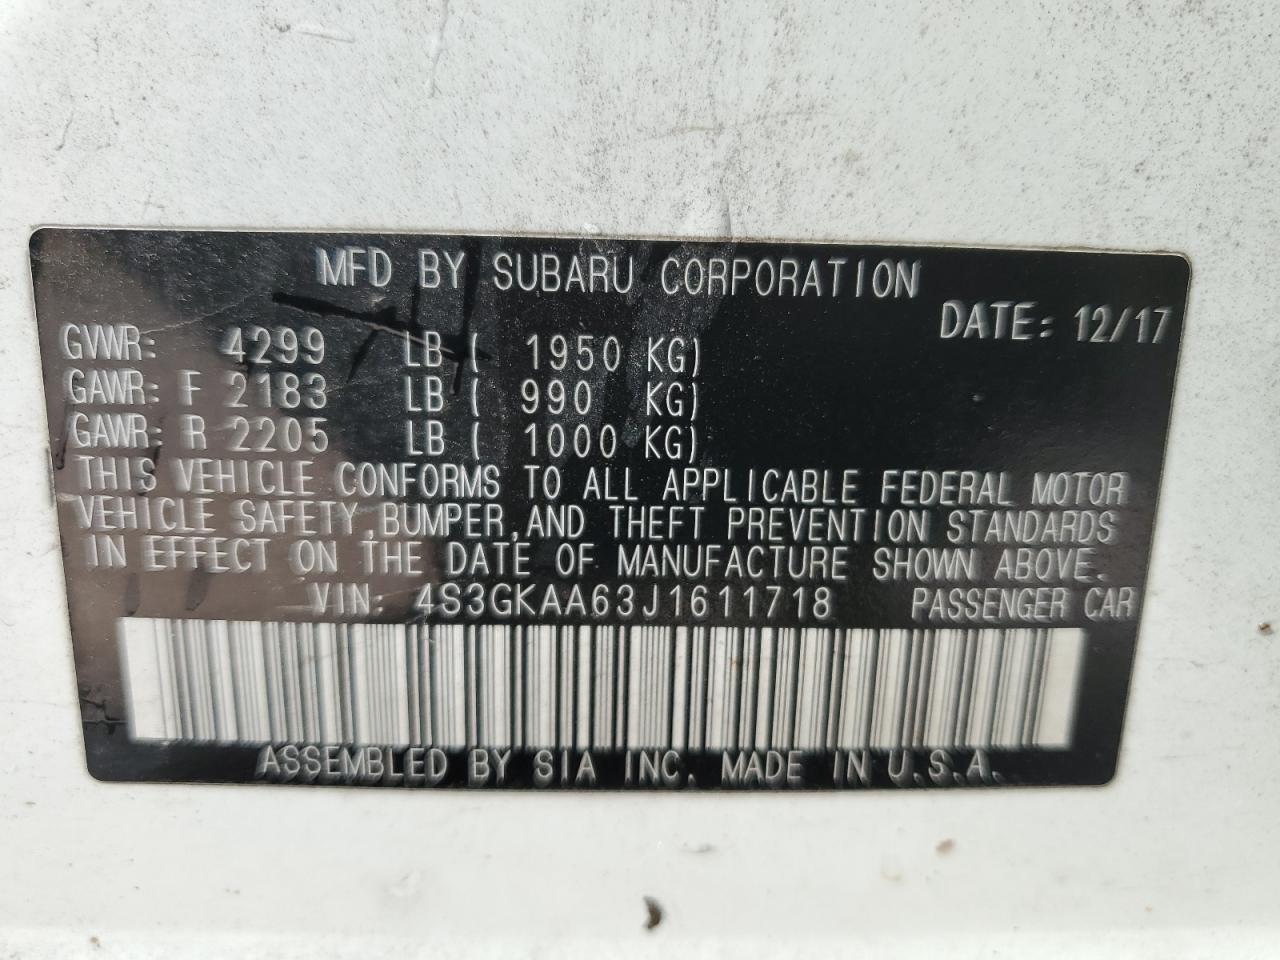 MFD BY SUBARU CORPORATION
DATE: 12/17
GVWR: 4299 LB ( 1950 KG)
GAWR: F 2183 LB ( 990 KG)
GAWR: R 2205 LB ( 1000 KG)
THIS VEHICLE CONFORMS TO ALL APPLICABLE FEDERAL MOTOR
VEHICLE SAFETY, BUMPER, AND THEFT PREVENTION STANDARDS
IN EFFECT ON THE DATE OF MANUFACTURE SHOWN ABOVE.
VIN: 4S3GKAA63J1611718 PASSENGER CAR
ASSEMBLED BY SIA INC. MADE IN U.S.A.